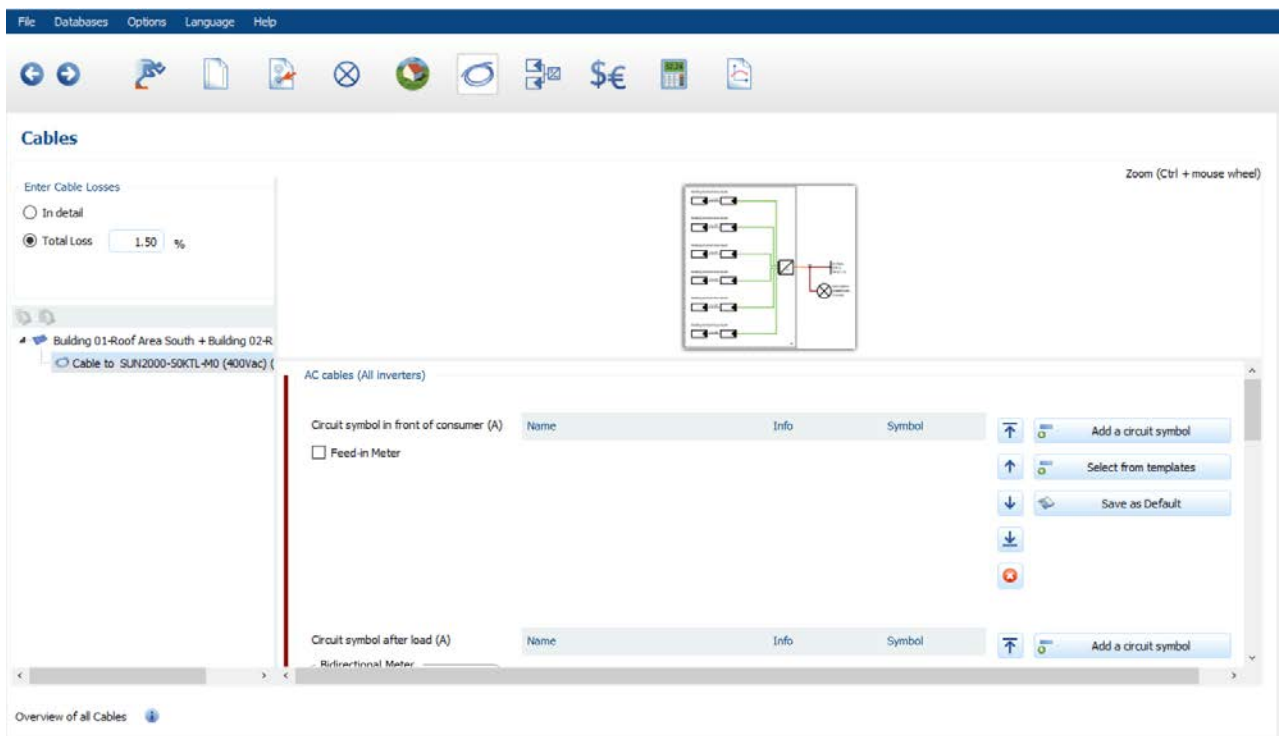 File Databases Options Language Help
$€
Cables
Zoom (Ctrl + mouse wheel)
Enter Cable Losses
In detail
Total Loss 1.50 %
Building 01-Roof Area South + Building 02-R
Cable to SUN2000-50KTL-M0 (400Vac) (
AC cables (All inverters)
Circuit symbol in front of consumer (A) Name Info Symbol Add a circuit symbol
Feed-in Meter
Select from templates
Save as Default
Circuit symbol after load (A) Name Info Symbol Add a circuit symbol
Bidirectional Meter
Overview of all Cables